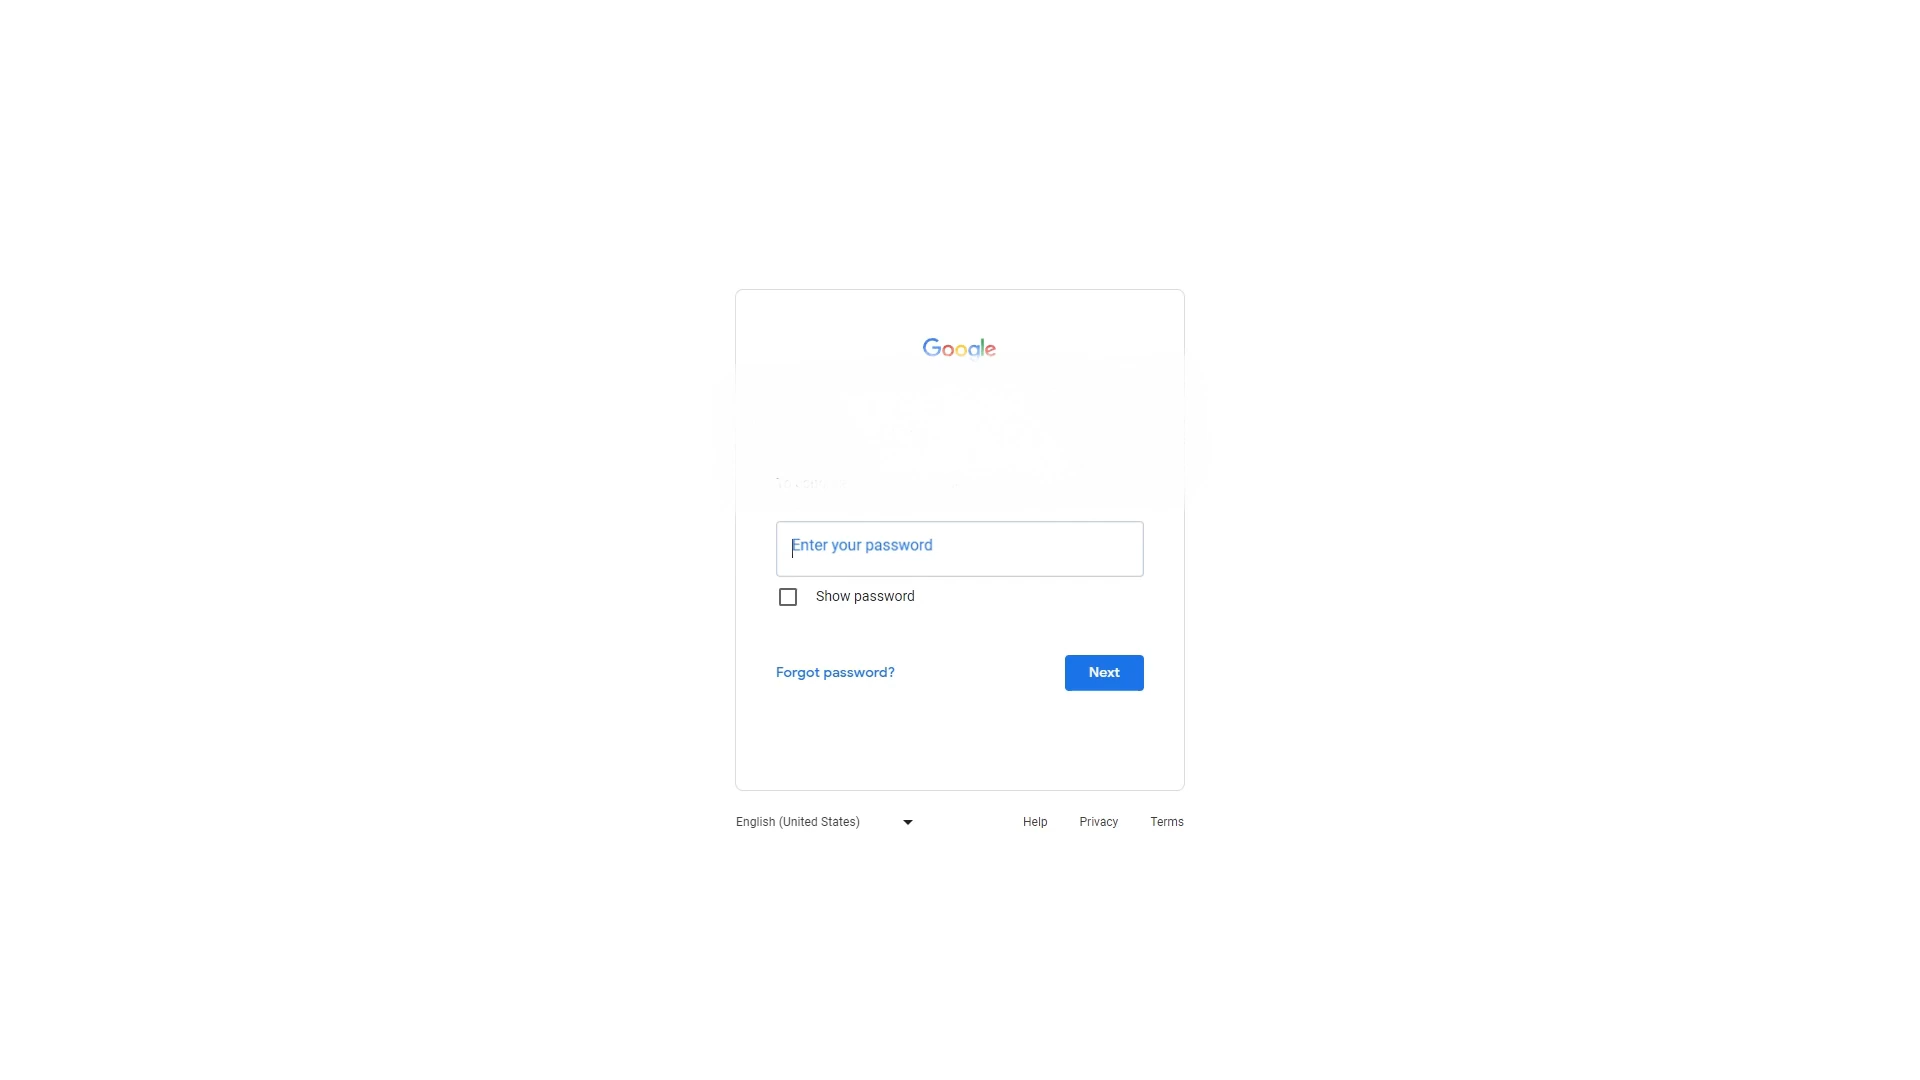 Google
Enter your password
Show password
Forgot password?
Next
English (United States)
Help
Privacy
Terms